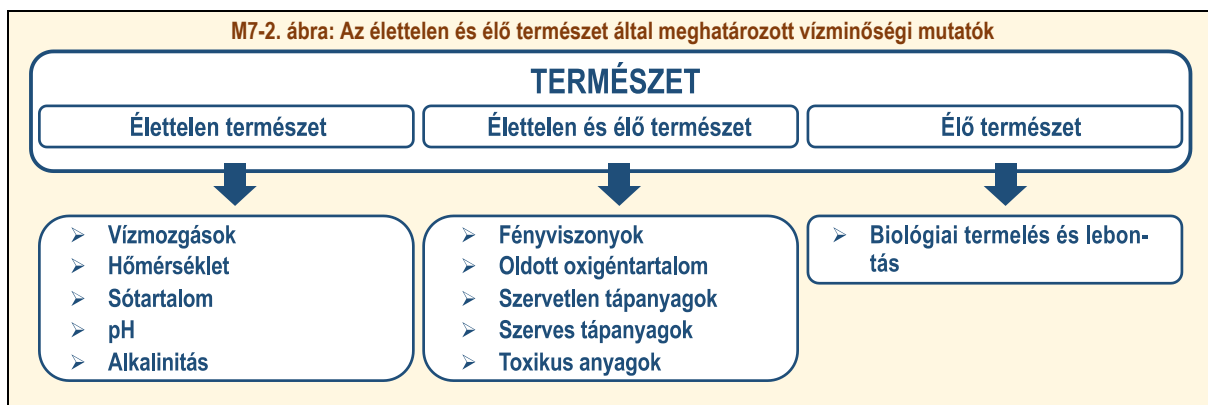 M7-2. ábra: Az élettelen és élő természet által meghatározott vízminőségi mutatók
TERMÉSZET
Élettelen természet
Élettelen és élő természet
Élő természet
Vízmozgások
Hőmérséklet
Sótartalom
pH
Alkalinitás
Fényviszonyok
Oldott oxigéntartalom
Szervetlen tápanyagok
Szerves tápanyagok
Toxikus anyagok
Biológiai termelés és lebon-
tás